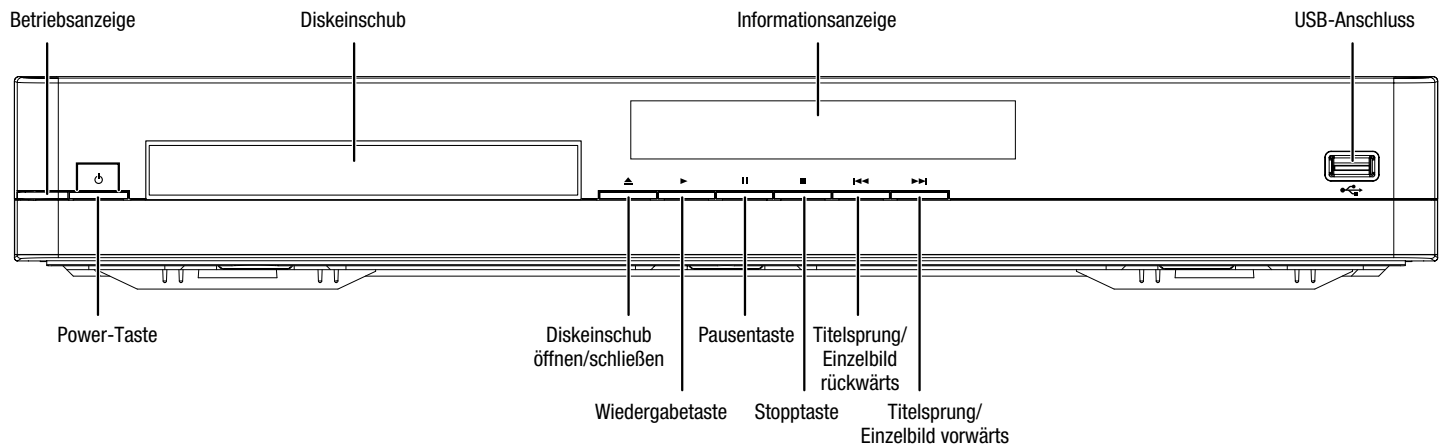 Betriebsanzeige
Diskeinschub
Informationsanzeige
USB-Anschluss
Power-Taste
Diskeinschub
öffnen/schließen
Pausentaste
Titelsprung/
Einzelbild
rückwärts
Wiedergabetaste
Stopptaste
Titelsprung/
Einzelbild vorwärts